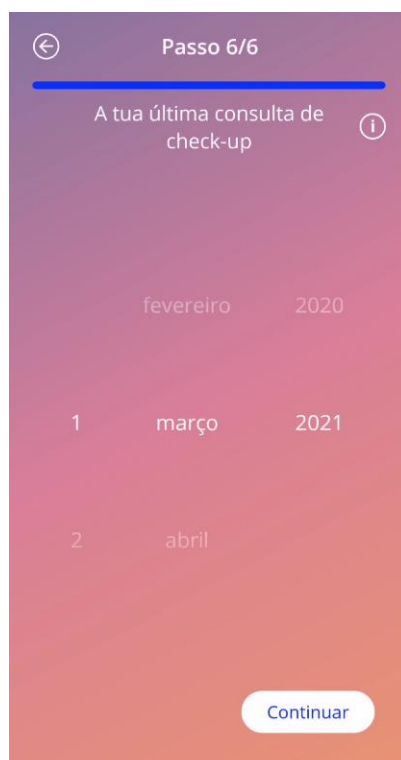 Passo 6/6
A tua última consulta de
check-up
fevereiro 2020
1 março 2021
2 abril
Continuar